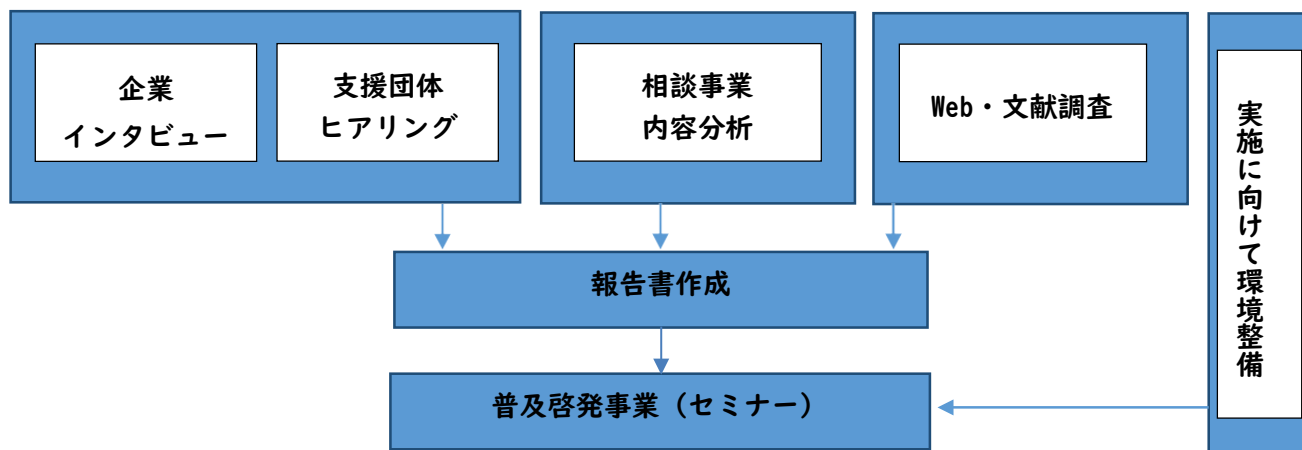 企業
インタビュー
支援団体
ヒアリング
相談事業
内容分析
Web・文献調査
実施に向けて環境整備
報告書作成
普及啓発事業（セミナー）